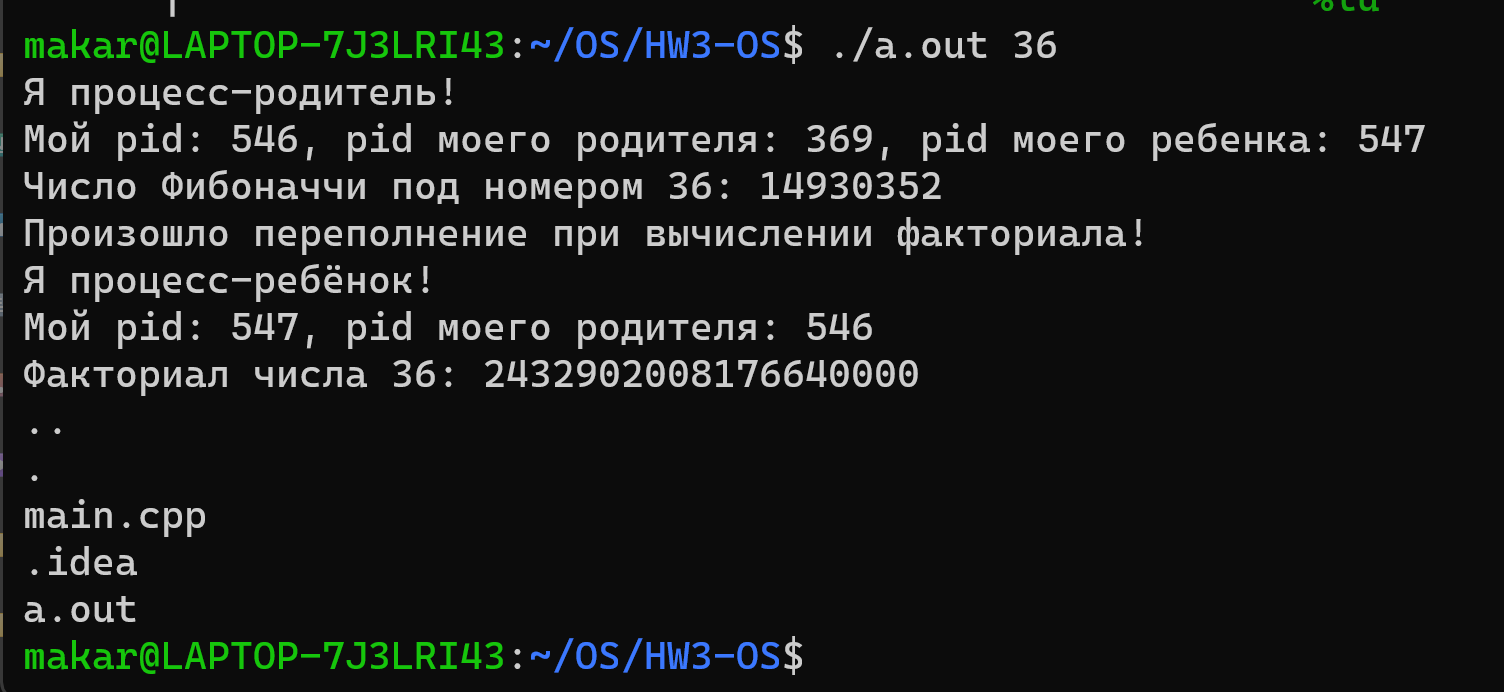 makar@LAPTOP-7J3LRI43:~/OS/HW3-OS$ ./a.out 36
Я процесс-родитель!
Мой pid: 546, pid моего родителя: 369, pid моего ребенка: 547
Число Фибоначчи под номером 36: 14930352
Произошло переполнение при вычислении факториала!
Я процесс-ребёнок!
Мой pid: 547, pid моего родителя: 546
Факториал числа 36: 2432902008176640000
..
.
main.cpp
.idea
a.out
makar@LAPTOP-7J3LRI43:~/OS/HW3-OS$